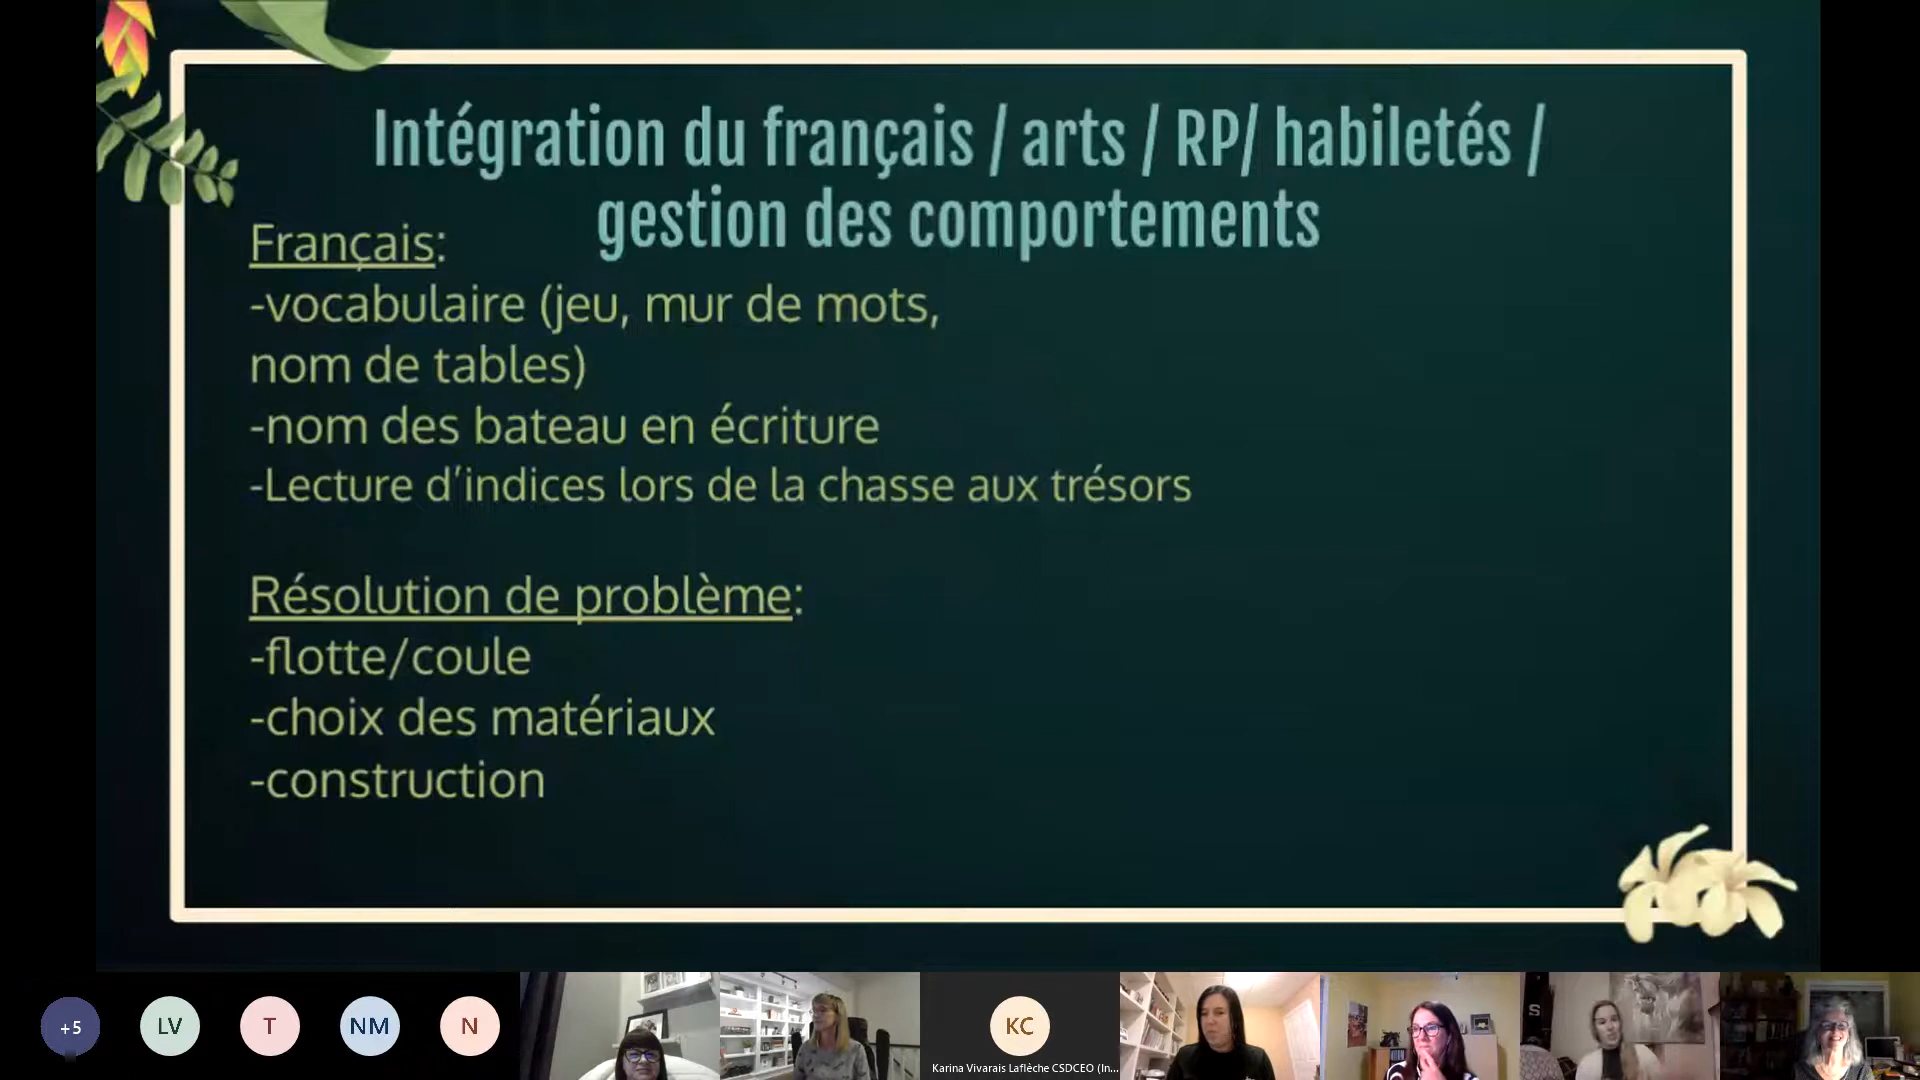 Intégration du français / arts / RP/ habiletés /
gestion des comportements
Français:
-vocabulaire (jeu, mur de mots,
nom de tables)
-nom des bateau en écriture
-Lecture d'indices lors de la chasse aux trésors
Résolution de problème:
-flotte/coule
-choix des matériaux
-construction
+5
LV
T
NM
N
KC
Karina Vivarais Laflèche CSDCEO (In...
S